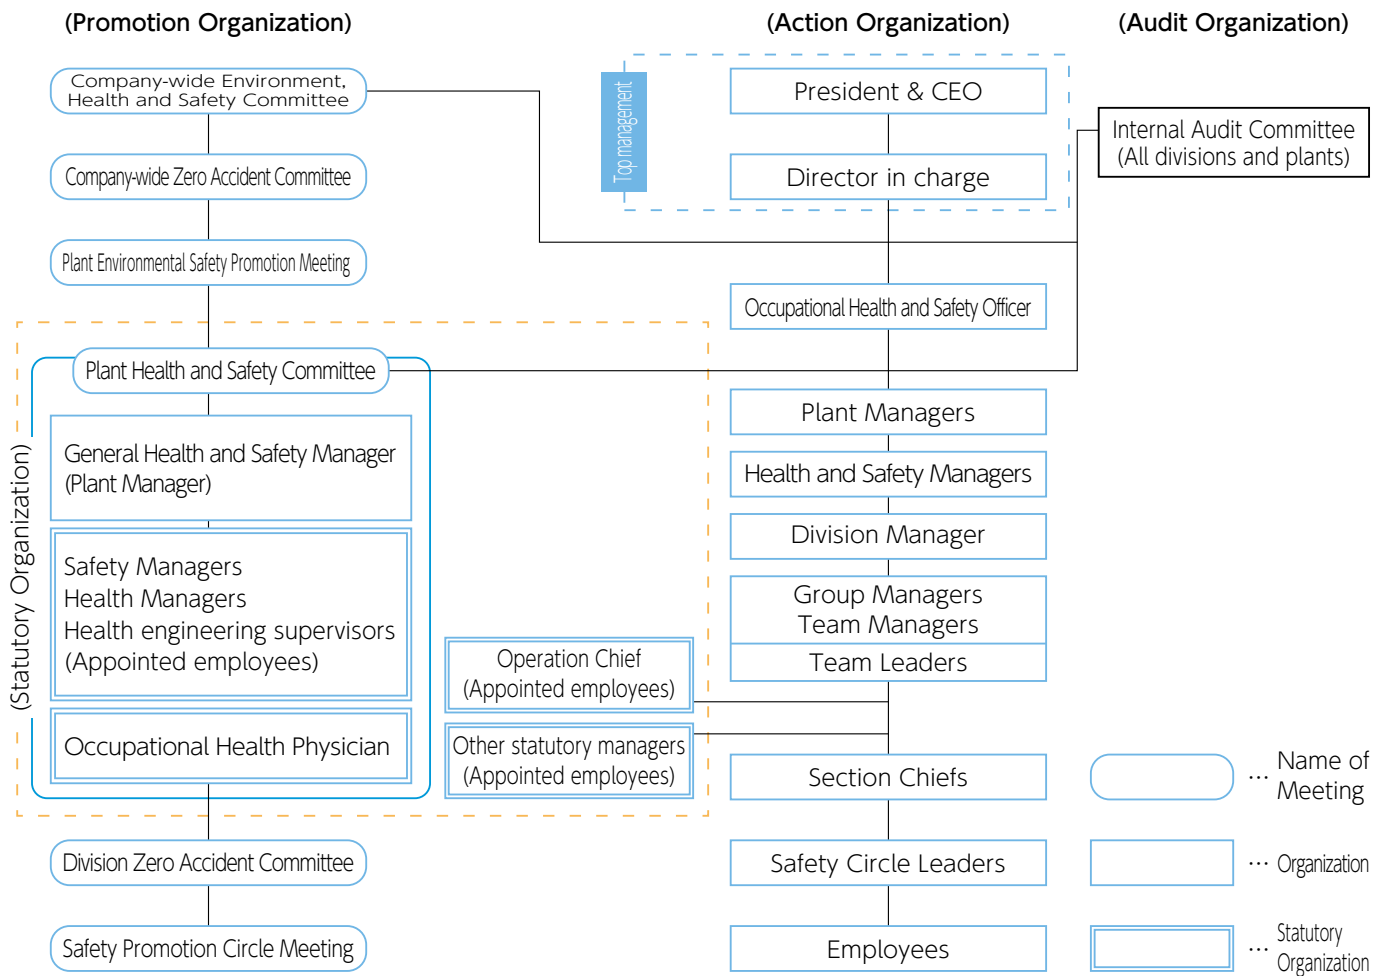 (Promotion Organization)
(Action Organization)
(Audit Organization)
Company-wide Environment,
Health and Safety Committee
Company-wide Zero Accident Committee
Plant Environmental Safety Promotion Meeting
(Statutory Organization)
Plant Health and Safety Committee
General Health and Safety Manager
(Plant Manager)
Safety Managers
Health Managers
Health engineering supervisors
(Appointed employees)
Occupational Health Physician
Division Zero Accident Committee
Safety Promotion Circle Meeting
Operation Chief
(Appointed employees)
Other statutory managers
(Appointed employees)
Top management
President & CEO
Director in charge
Occupational Health and Safety Officer
Plant Managers
Health and Safety Managers
Division Manager
Group Managers
Team Managers
Team Leaders
Section Chiefs
Safety Circle Leaders
Employees
Internal Audit Committee
(All divisions and plants)
… Name of
Meeting
… Organization
… Statutory
Organization